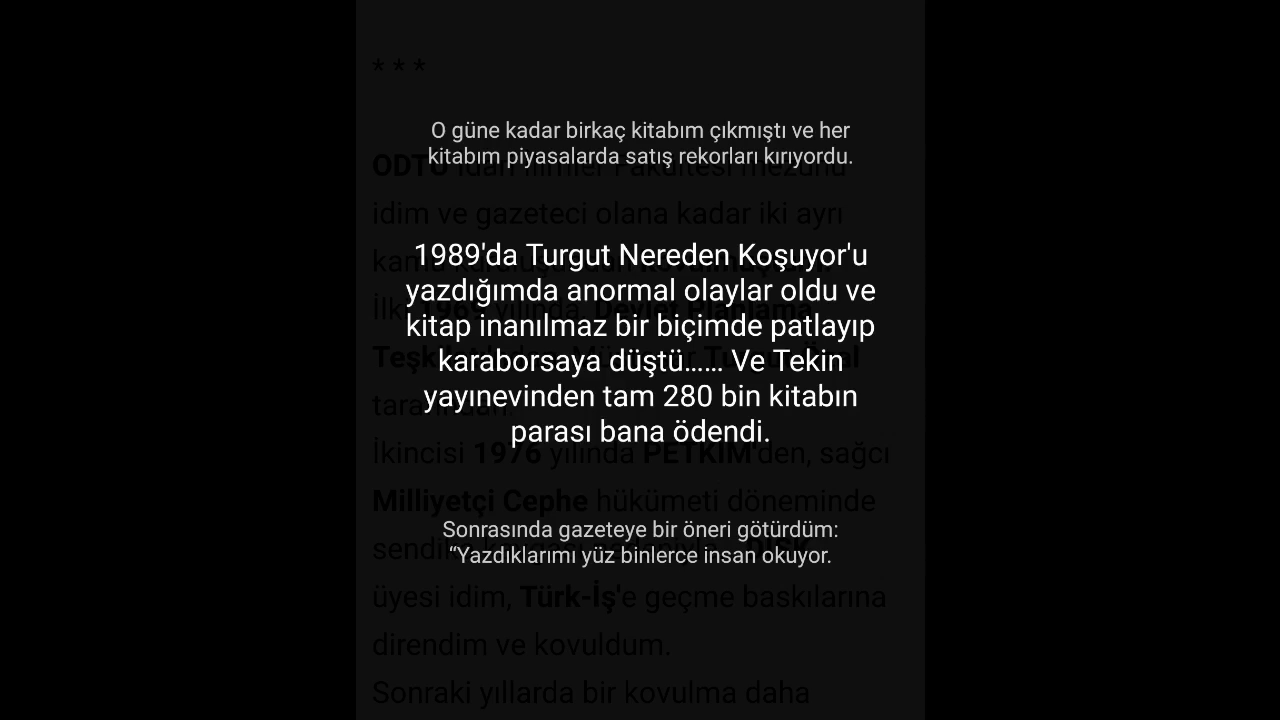 * * *
O güne kadar birkaç kitabım çıkmıştı ve her
kitabım piyasalarda satış rekorları kırıyordu.
ODTÜ İdari İlimler Fakültesi mezunu
idim ve gazeteci olana kadar iki ayrı
1989'da Turgut Nereden Koşuyor'u
yazdığımda anormal olaylar oldu ve
kitap inanılmaz bir biçimde patlayıp
karaborsaya düştü…… Ve Tekin
yayınevinden tam 280 bin kitabın
parası bana ödendi.
İkincisi 1976 yılında PETKİM'den, sağcı
Milliyetçi Cephe hükümeti döneminde
Sonrasında gazeteye bir öneri götürdüm:
“Yazdıklarımı yüz binlerce insan okuyor.
üyesi idim, Türk-İş'e geçme baskılarına
direndim ve kovuldum.
Sonraki yıllarda bir kovulma daha